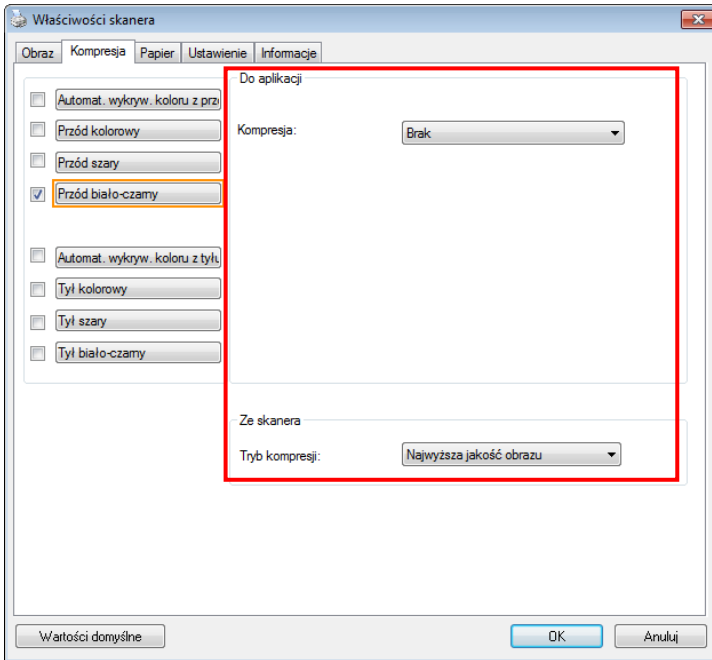 Właściwości skanera
Obraz Kompresja Papier Ustawienie Informacje
Do aplikacji
Automat. wykryw. koloru z prz
Przód kolorowy
Kompresja: Brak
Przód szary
Przód biało-czarny
Automat. wykryw. koloru z tyłu
Tył kolorowy
Tył szary
Tył biało-czarny
Ze skanera
Tryb kompresji: Najwyższa jakość obrazu
Wartości domyślne OK Anuluj